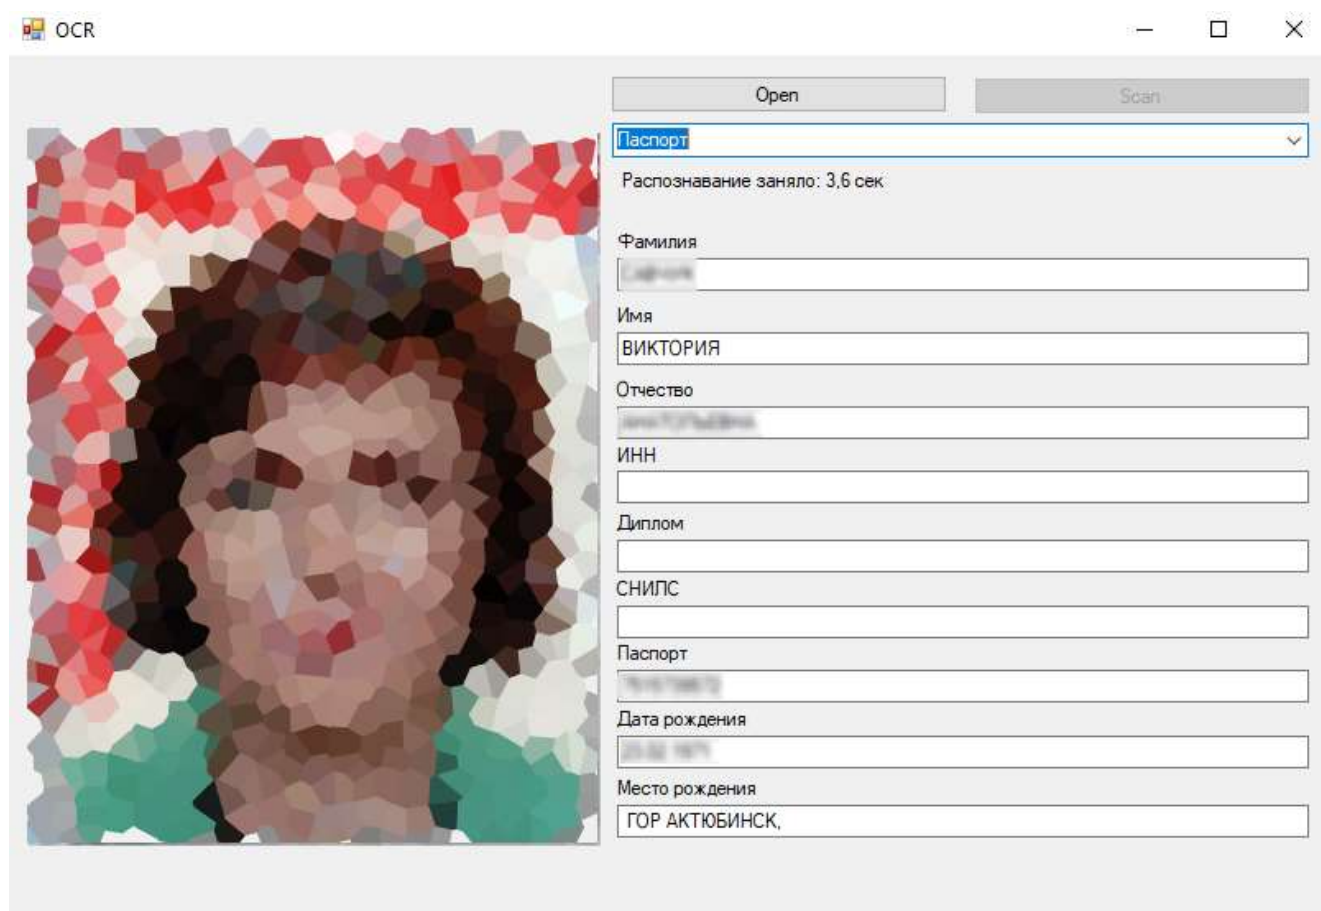 OCR
Open
Scan
Паспорт
Распознавание заняло: 3,6 сек
Фамилия
Имя
ВИКТОРИЯ
Отчество
ИНН
Диплом
СНИЛС
Паспорт
Дата рождения
Место рождения
ГОР АКТЮБИНСК,